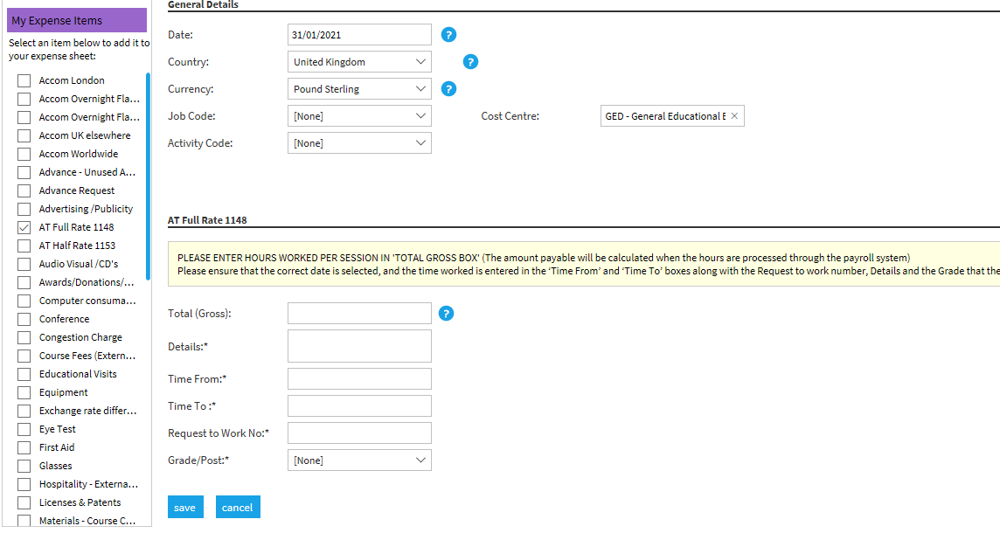 My Expense Items
Select an item below to add it to
your expense sheet:
Accom London
Accom Overnight Fla...
Accom Overnight Fla...
Accom UK elsewhere
Accom Worldwide
Advance - Unused A...
Advance Request
Advertising /Publicity
AT Full Rate 1148
AT Half Rate 1153
Audio Visual /CD's
Awards/Donations/...
Computer consuma...
Conference
Congestion Charge
Course Fees (Extern...
Educational Visits
Equipment
Exchange rate differ...
Eye Test
First Aid
Glasses
Hospitality - Externa...
Licenses & Patents
Materials - Course C...
General Details
Date: 31/01/2021 ?
Country: United Kingdom ?
Currency: Pound Sterling ?
Job Code: [None] Cost Centre: GED - General Educational E ×
Activity Code: [None]
AT Full Rate 1148
PLEASE ENTER HOURS WORKED PER SESSION IN 'TOTAL GROSS BOX' (The amount payable will be calculated when the hours are processed through the payroll system)
Please ensure that the correct date is selected, and the time worked is entered in the ‘Time From’ and ‘Time To’ boxes along with the Request to work number, Details and the Grade that the
Total (Gross): ?
Details:*
Time From:*
Time To :*
Request to Work No:*
Grade/Post:* [None]
save cancel